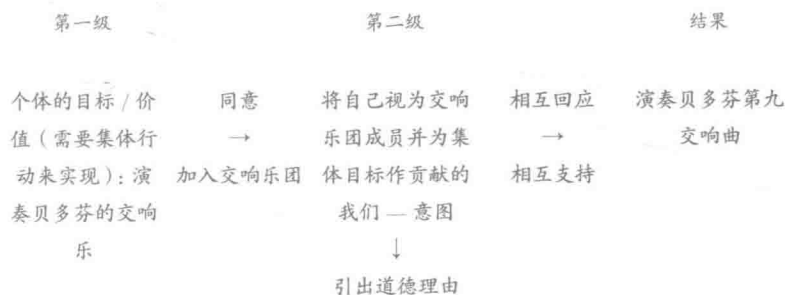 第一级 第二级 结果
个体的目标 / 价 同意 将自己视为交响 相互回应 演奏贝多芬第九
值（需要集体行 → 乐团成员并为集 → 交响曲
动来实现）：演 加入交响乐团 体目标作贡献的 相互支持
奏贝多芬的交响 我们 — 意图
乐 ↓
引出道德理由